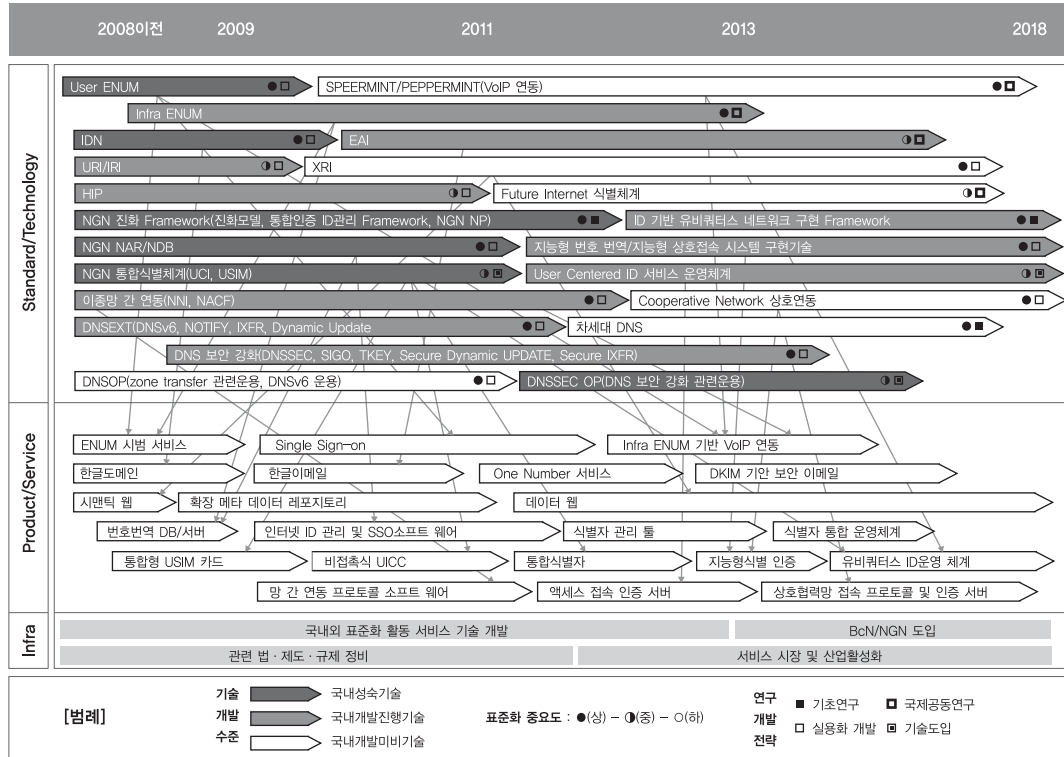 2008이전 2009 2011 2013 2018
Standard/Technology
User ENUM ●□ SPEERMINT/PEPPERMINT(VoIP 연동)
Infra ENUM
IDN EAI
URI/IRI XRI
HIP Future Internet 식별체계
NGN 진화 Framework(진화모델, 통합인증 ID관리 Framework, NGN NP) ID 기반 유비쿼터스 네트워크 구현 Framework
NGN NAR/NDB 지능형 번호 번역/지능형 상호접속 시스템 구현기술
NGN 통합식별체계(UCI, USIM) User Centered ID 서비스 운영체계
이종망 간 연동(NNI, NACF) Cooperative Network 상호연동
DNSEXT(DNSv6, NOTIFY, IXFR, Dynamic Update 차세대 DNS
DNS 보안 강화(DNSSEC, SIGO, TKEY, Secure Dynamic UPDATE, Secure IXFR)
DNSOP(zone transfer 관련운용, DNSv6 운용) DNSSEC OP(DNS 보안 강화 관련운용)
Product/Service
ENUM 시범 서비스 Single Sign-on Infra ENUM 기반 VoIP 연동
한글도메인 한글이메일 One Number 서비스 DKIM 기안 보안 이메일
시맨틱 웹 확장 메타 데이터 레포지토리 데이터 웹
번호번역 DB/서버 인터넷 ID 관리 및 SSO소프트 웨어 식별자 관리 툴 식별자 통합 운영체계
통합형 USIM 카드 비접촉식 UICC 통합식별자 지능형식별 인증 유비쿼터스 ID운영 체계
망 간 연동 프로토콜 소프트 웨어 액세스 접속 인증 서버 상호협력망 접속 프로토콜 및 인증 서버
Infra
국내외 표준화 활동 서비스 기술 개발 BcN/NGN 도입
관련 법·제도·규제 정비 서비스 시장 및 산업활성화
[범례]
기술 개발 수준
국내성숙기술
국내개발진행기술
국내개발미비기술
표준화 중요도 : ●(상) - ◑(중) - ○(하)
연구 개발 전략
■ 기초연구 국제공동연구
□ 실용화 개발 ▣ 기술도입